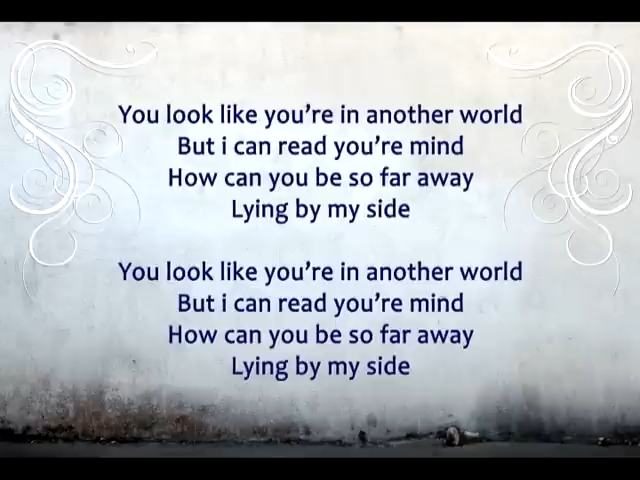 You look like you’re in another world
But i can read you’re mind
How can you be so far away
Lying by my side
You look like you’re in another world
But i can read you’re mind
How can you be so far away
Lying by my side